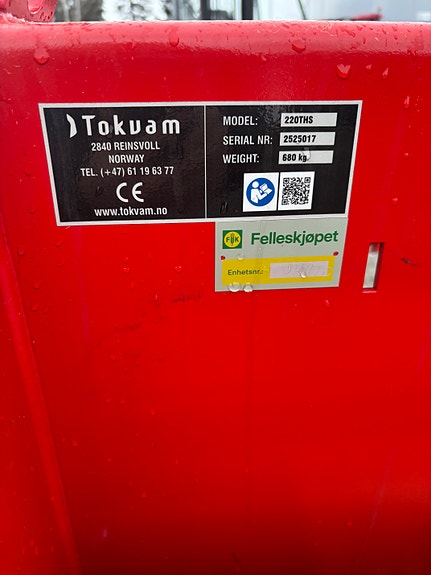 Tokvam
2840 REINSVOLL
NORWAY
TEL. (+47) 61 19 63 77
CE
www.tokvam.no
MODEL: 220THS
SERIAL NR: 2525017
WEIGHT: 680 kg
FK Felleskjøpet
Enhetsnr.: